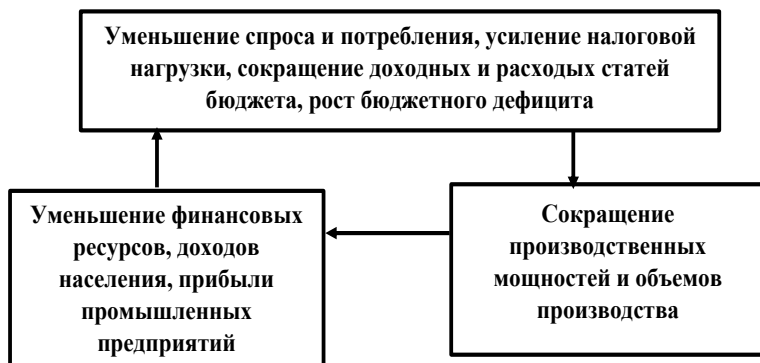 Уменьшение спроса и потребления, усиление налоговой
нагрузки, сокращение доходных и расходых статей
бюджета, рост бюджетного дефицита
Уменьшение финансовых
ресурсов, доходов
населения, прибыли
промышленных
предприятий
Сокращение
производственных
мощностей и объемов
производства